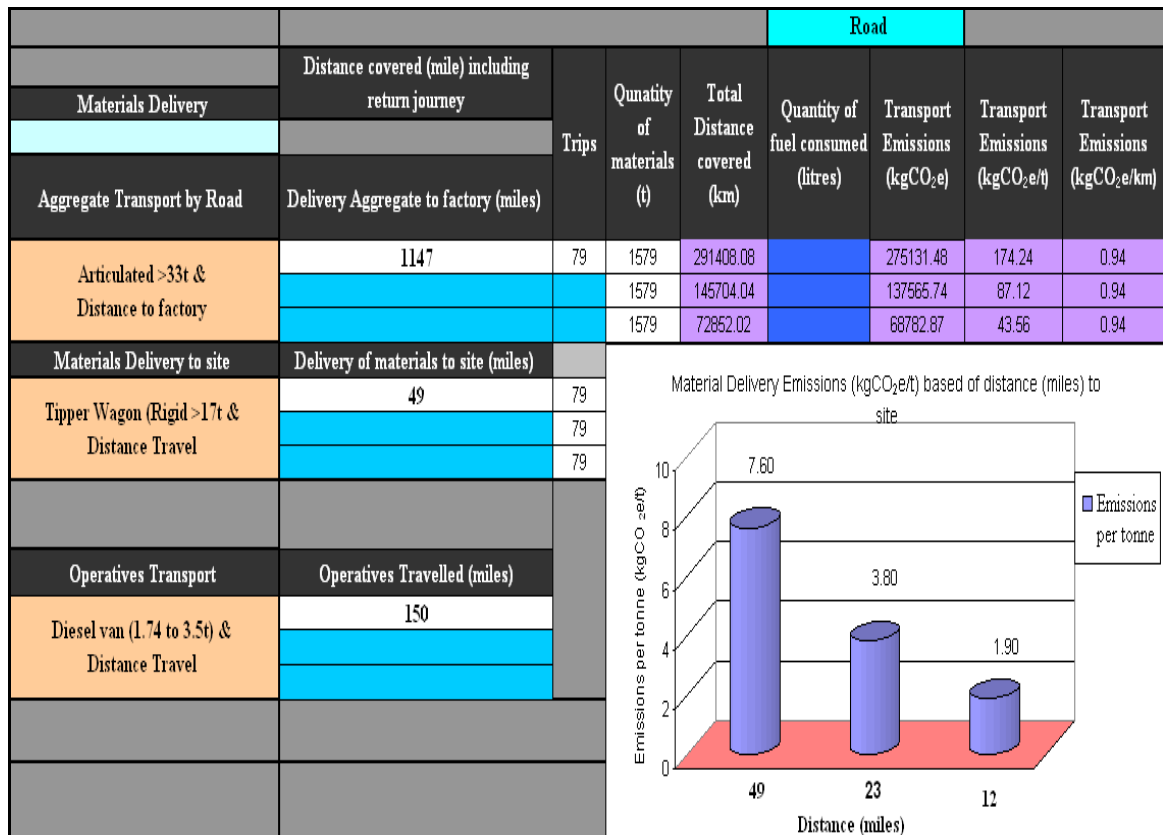 Road
Materials Delivery
Distance covered (mile) including
return journey
Trips
Qunatity
of
materials
(t)
Total
Distance
covered
(km)
Quantity of
fuel consumed
(litres)
Transport
Emissions
(kgCO₂e)
Transport
Emissions
(kgCO₂e/t)
Transport
Emissions
(kgCO₂e/km)
Aggregate Transport by Road
Delivery Aggregate to factory (miles)
Articulated >33t &
Distance to factory
1147 79 1579 291408.08 275131.48 174.24 0.94
1579 145704.04 137565.74 87.12 0.94
1579 72852.02 68782.87 43.56 0.94
Materials Delivery to site
Delivery of materials to site (miles)
Tipper Wagon (Rigid >17t &
Distance Travel
49 79
79
79
Operatives Transport
Operatives Travelled (miles)
Diesel van (1.74 to 3.5t) &
Distance Travel
150
Material Delivery Emissions (kgCO₂e/t) based of distance (miles) to
site
Emissions per tonne (kgCO ₂e/t)
10
8
6
4
2
0
7.60
3.80
1.90
49
23
12
Distance (miles)
Emissions
per tonne